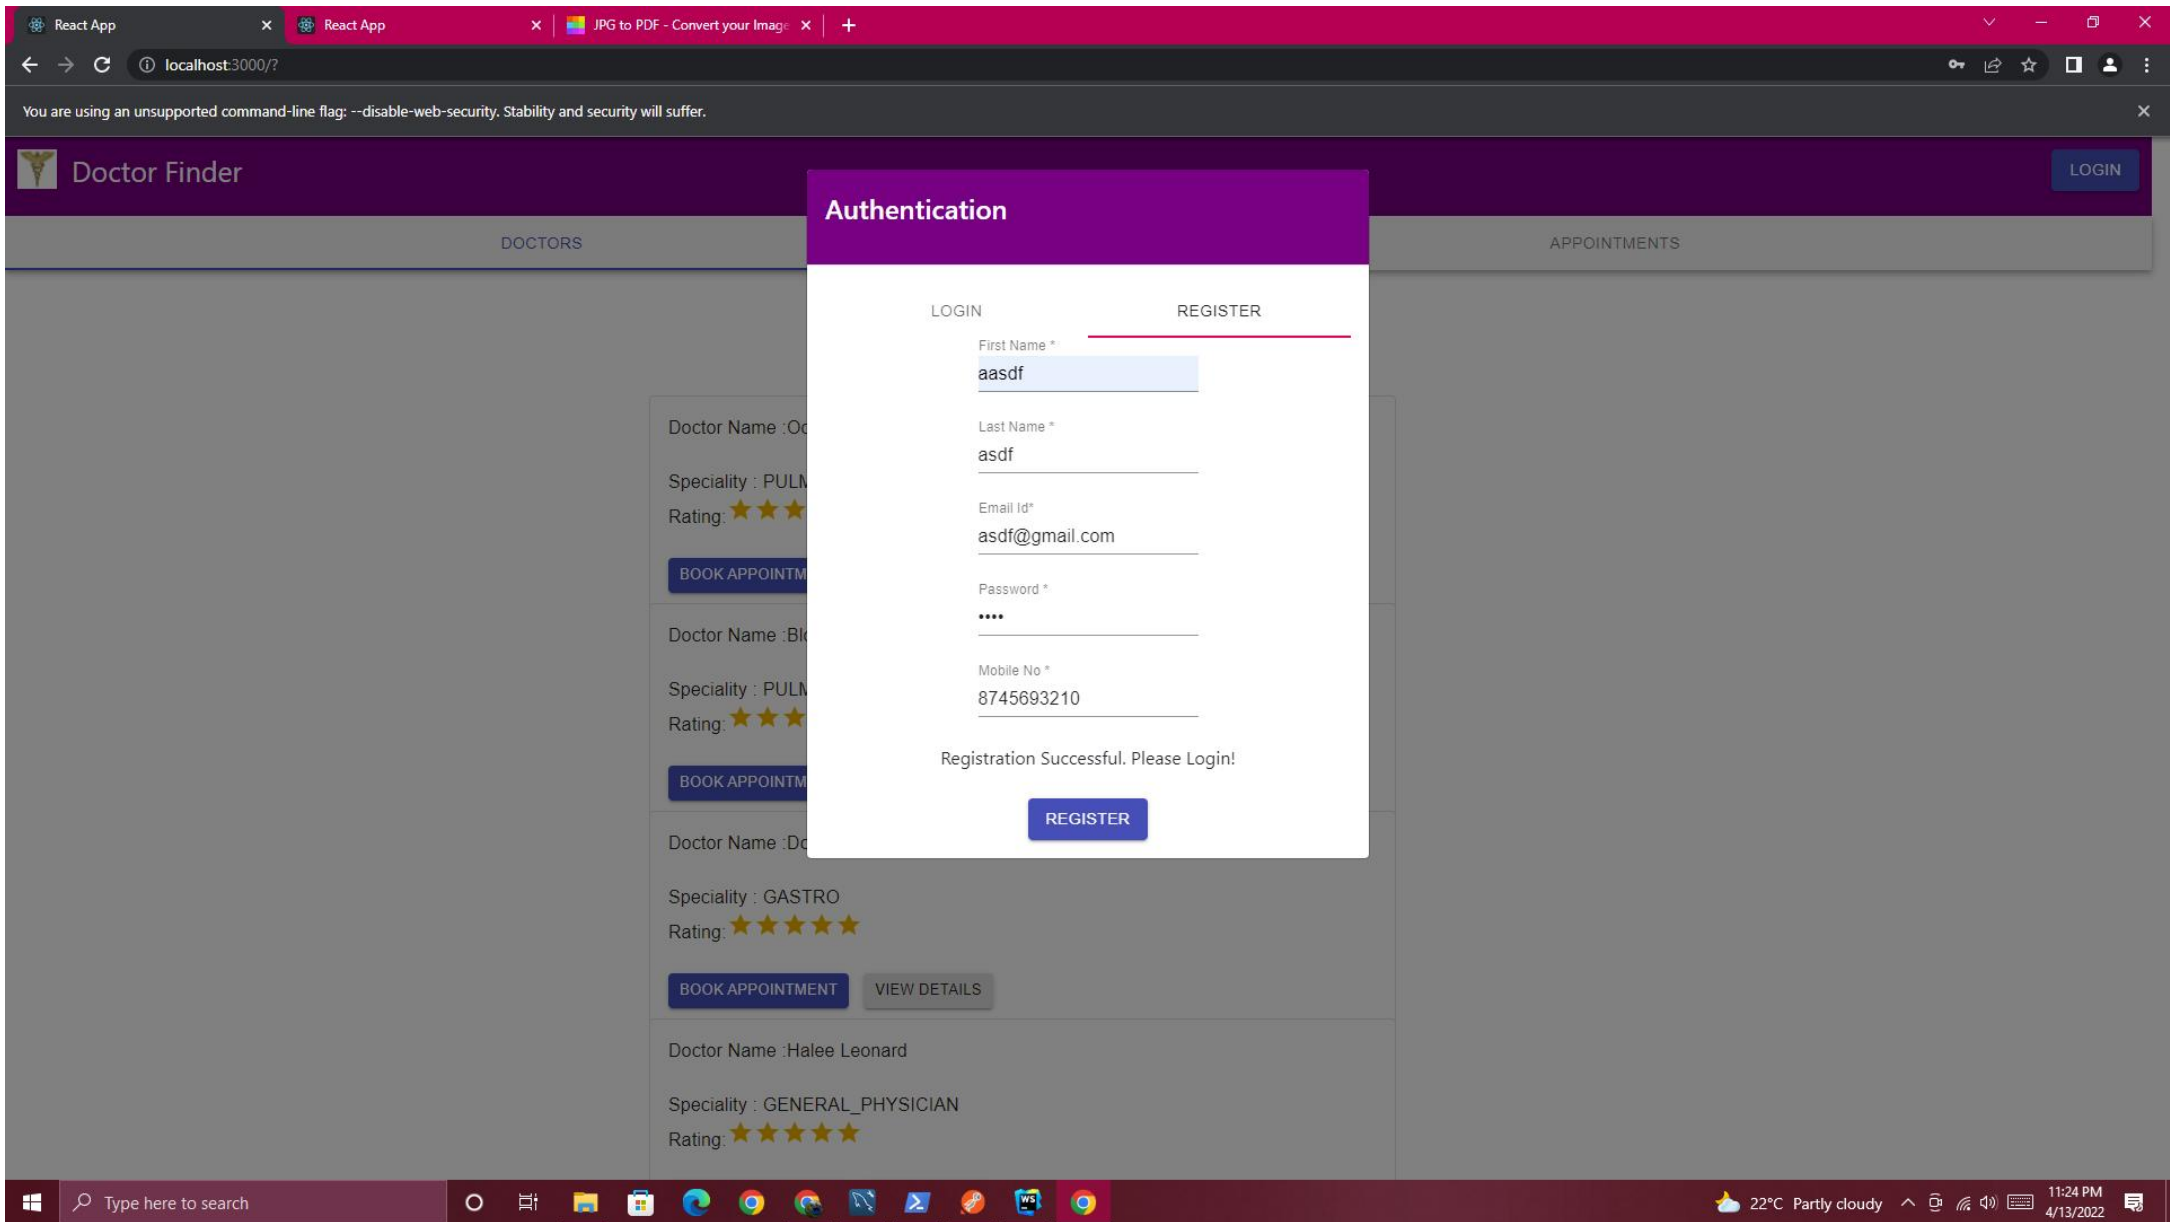 React App
React App
JPG to PDF - Convert your Image
localhost:3000/?
You are using an unsupported command-line flag: --disable-web-security. Stability and security will suffer.
Doctor Finder
LOGIN
DOCTORS
APPOINTMENTS
Authentication
LOGIN
REGISTER
First Name *
aasdf
Last Name *
asdf
Email Id*
asdf@gmail.com
Password *
••••
Mobile No *
8745693210
Registration Successful. Please Login!
REGISTER
Doctor Name :
Speciality :
Rating:
BOOK
Doctor Name :
Speciality :
Rating:
BOOK
Doctor Name :
Speciality : GASTRO
Rating:
BOOK APPOINTMENT
VIEW DETAILS
Doctor Name :Halee Leonard
Speciality : GENERAL_PHYSICIAN
Rating:
Type here to search
WS
22°C Partly cloudy
11:24 PM
4/13/2022